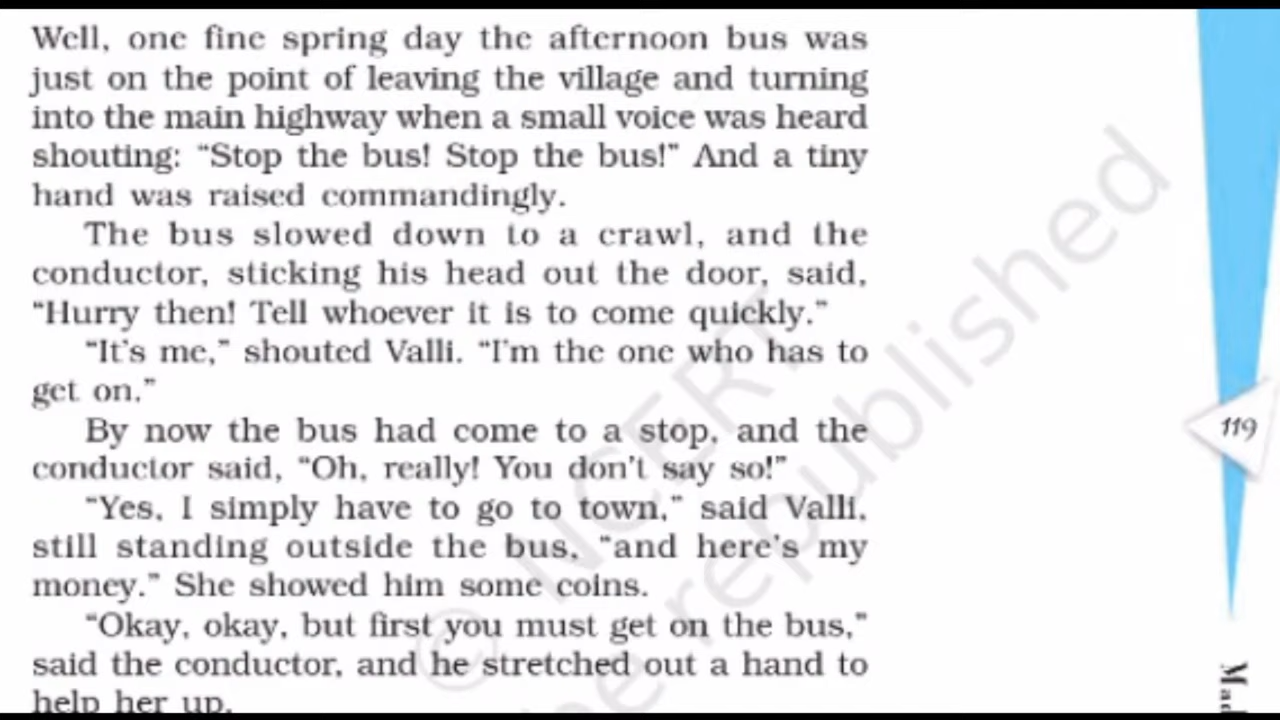 Well, one fine spring day the afternoon bus was
just on the point of leaving the village and turning
into the main highway when a small voice was heard
shouting: “Stop the bus! Stop the bus!” And a tiny
hand was raised commandingly.
The bus slowed down to a crawl, and the
conductor, sticking his head out the door, said,
“Hurry then! Tell whoever it is to come quickly.”
“It’s me,” shouted Valli. “I’m the one who has to
get on.”
By now the bus had come to a stop, and the
conductor said, “Oh, really! You don’t say so!”
“Yes, I simply have to go to town,” said Valli,
still standing outside the bus, “and here’s my
money.” She showed him some coins.
“Okay, okay, but first you must get on the bus,”
said the conductor, and he stretched out a hand to
help her up.
119
Mad
© NCERT
be republished